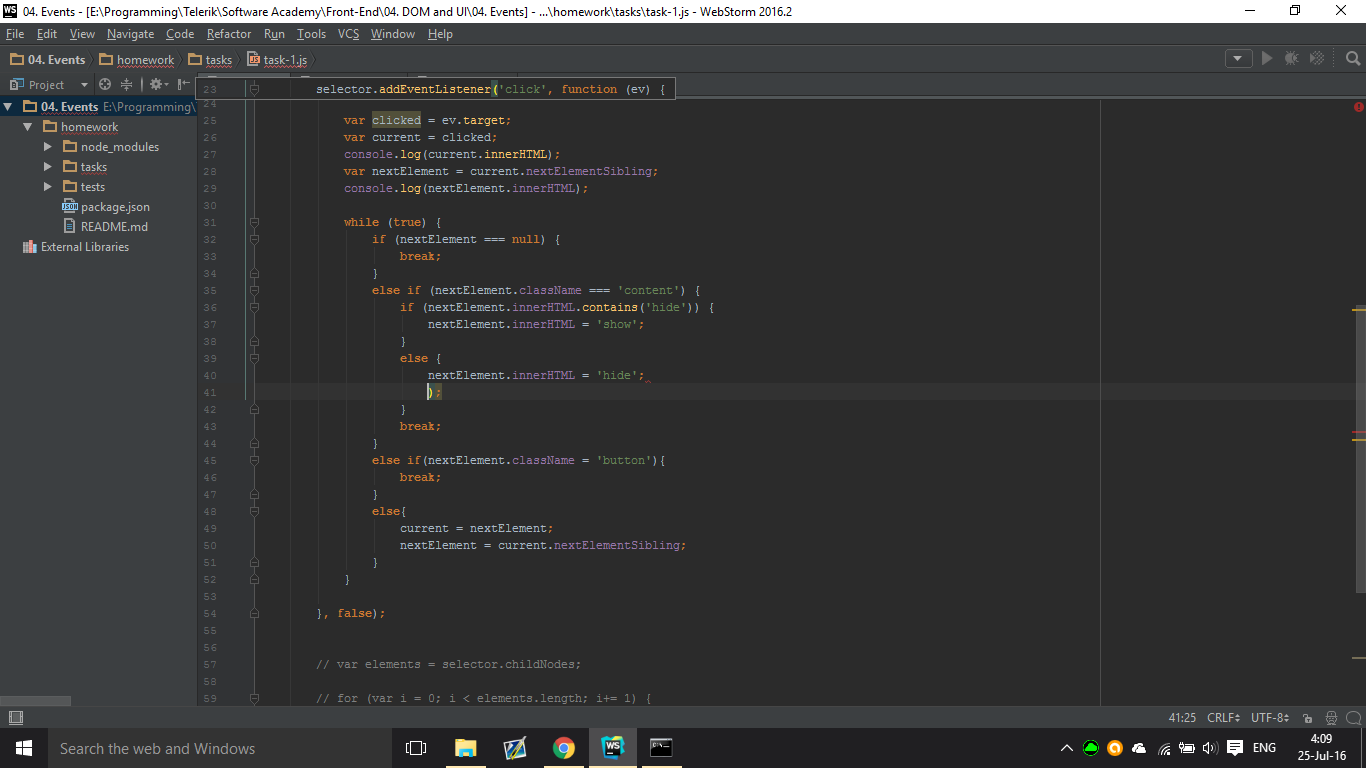 WS 04. Events - [E:\Programming\Telerik\Software Academy\Front-End\04. DOM and UI\04. Events] - ...\homework\tasks\task-1.js - WebStorm 2016.2
File Edit View Navigate Code Refactor Run Tools VCS Window Help
04. Events homework tasks task-1.js
Project
04. Events E:\Programming\
homework
node_modules
tasks
tests
package.json
README.md
External Libraries
23 selector.addEventListener('click', function (ev) {
24
25 var clicked = ev.target;
26 var current = clicked;
27 console.log(current.innerHTML);
28 var nextElement = current.nextElementSibling;
29 console.log(nextElement.innerHTML);
30
31 while (true) {
32 if (nextElement === null) {
33 break;
34 }
35 else if (nextElement.className === 'content') {
36 if (nextElement.innerHTML.contains('hide')) {
37 nextElement.innerHTML = 'show';
38 }
39 else {
40 nextElement.innerHTML = 'hide';
41 );
42 }
43 break;
44 }
45 else if(nextElement.className = 'button'){
46 break;
47 }
48 else{
49 current = nextElement;
50 nextElement = current.nextElementSibling;
51 }
52 }
53
54 }, false);
55
56
57 // var elements = selector.childNodes;
58
59 // for (var i = 0; i < elements.length; i+= 1) {
41:25 CRLF UTF-8
Search the web and Windows
WS
ENG
4:09
25-Jul-16